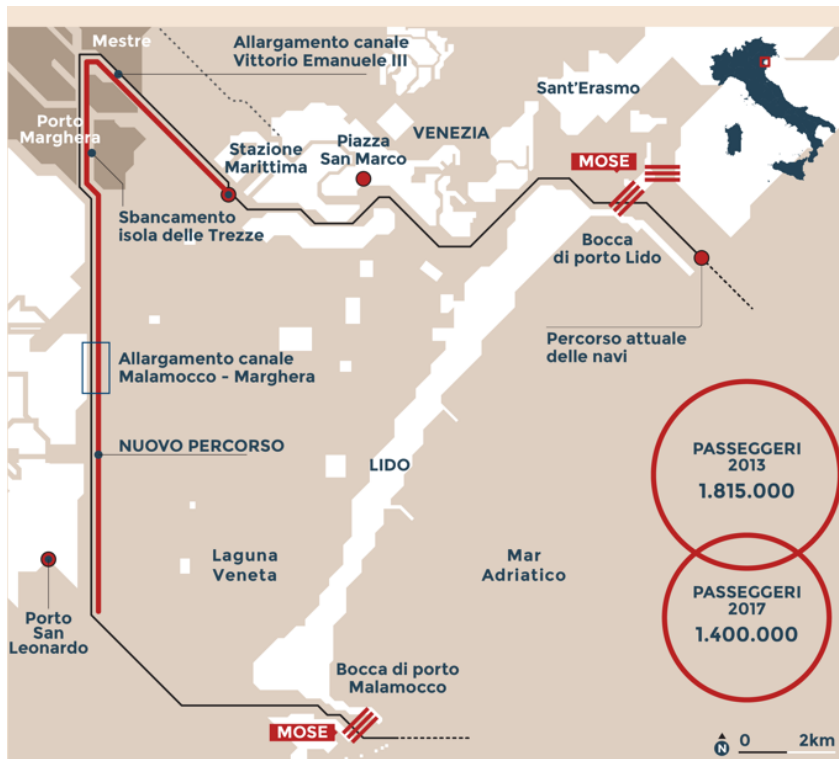 Mestre
Allargamento canale
Vittorio Emanuele III
Sant'Erasmo
Porto
Marghera
Stazione
Marittima
Piazza
San Marco
VENEZIA
MOSE
Sbancamento
isola delle Trezze
Bocca
di porto Lido
Percorso attuale
delle navi
Allargamento canale
Malamocco - Marghera
NUOVO PERCORSO
LIDO
PASSEGGERI
2013
1.815.000
Laguna
Veneta
Mar
Adriatico
PASSEGGERI
2017
1.400.000
Porto
San
Leonardo
Bocca di porto
Malamocco
MOSE
N
0 2km